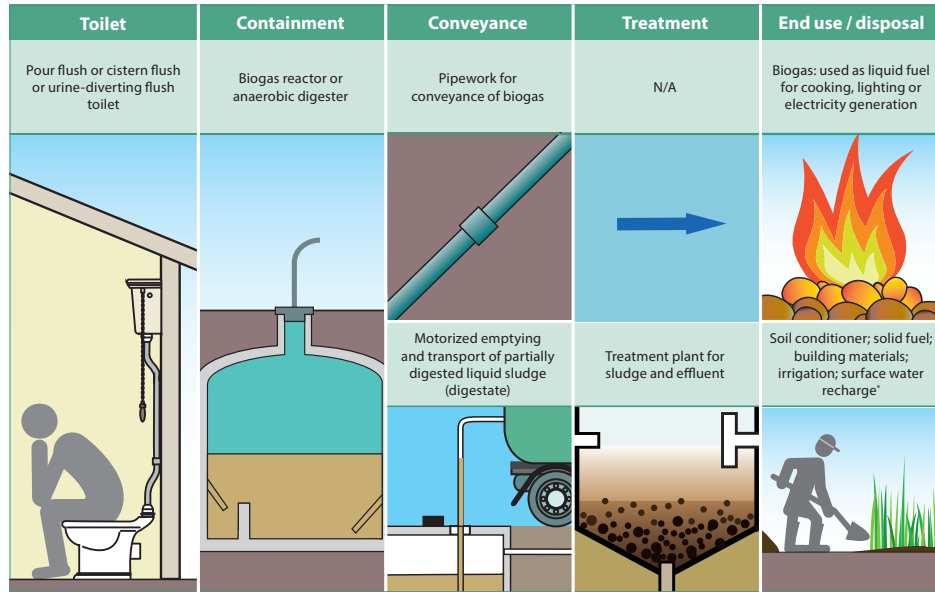 Toilet
Containment
Conveyance
Treatment
End use / disposal
Pour flush or cistern flush
or urine-diverting flush
toilet
Biogas reactor or
anaerobic digester
Pipework for
conveyance of biogas
N/A
Biogas: used as liquid fuel
for cooking, lighting or
electricity generation
Motorized emptying
and transport of partially
digested liquid sludge
(digestate)
Treatment plant for
sludge and effluent
Soil conditioner; solid fuel;
building materials;
irrigation; surface water
recharge*